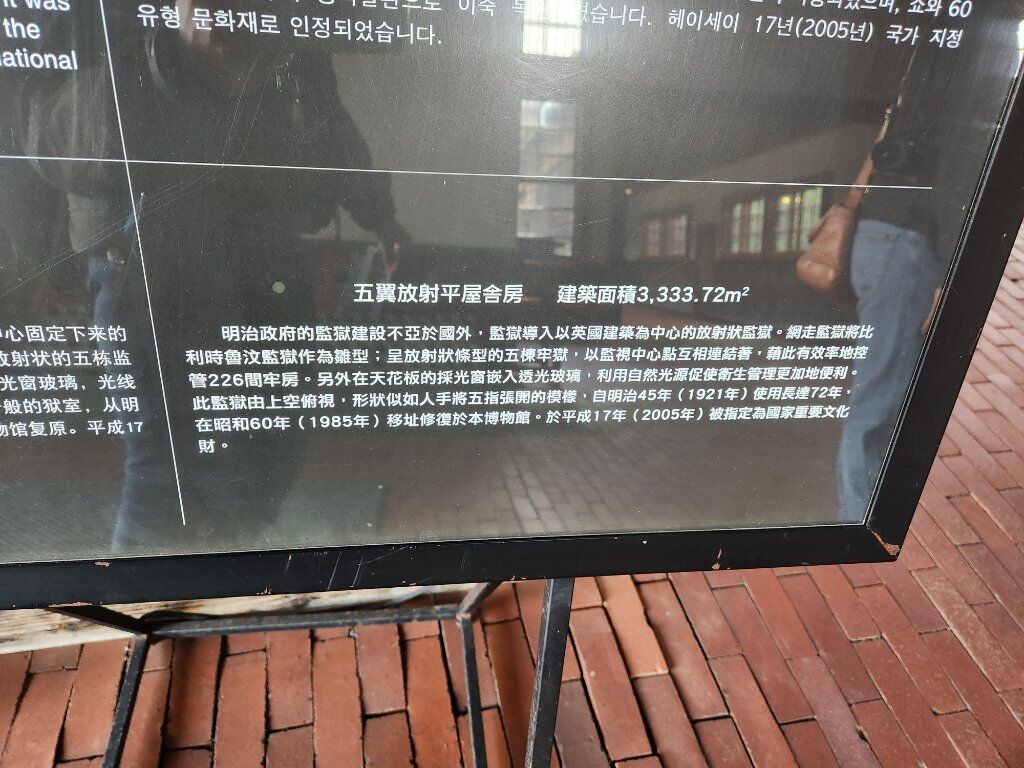 it was
the
national
유형 문화재로 인정되었습니다.
습니다. 헤이세이 17년(2005년) 국가 지정
쇼와 60
五翼放射平屋舍房 建築面積3,333.72m²
明治政府的監獄建設不亞於國外，監獄導入以英國建築為中心的放射狀監獄。網走監獄將比
利時魯汶監獄作為雛型；呈放射狀條型的五棟牢獄，以監視中心點互相連結著，藉此有效率地控
管226間牢房。另外在天花板的採光窗嵌入透光玻璃，利用自然光源促使衛生管理更加地便利。
此監獄由上空俯視，形狀似如人手將五指張開的模樣，自明治45年（1921年）使用長達72年，
在昭和60年（1985年）移址修復於本博物館。於平成17年（2005年）被指定為國家重要文化
財。
心固定下来的
放射状的五栋监
光窗玻璃，光线
般的狱室，从明
物馆复原。平成17